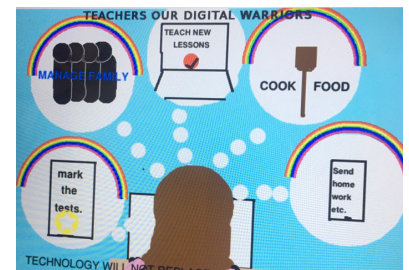 TEACHERS OUR DIGITAL WARRIORS
TEACH NEW
LESSONS
MANAGE FAMILY
COOK FOOD
mark
the
tests.
Send
home
work
etc.
TECHNOLOGY WILL NOT